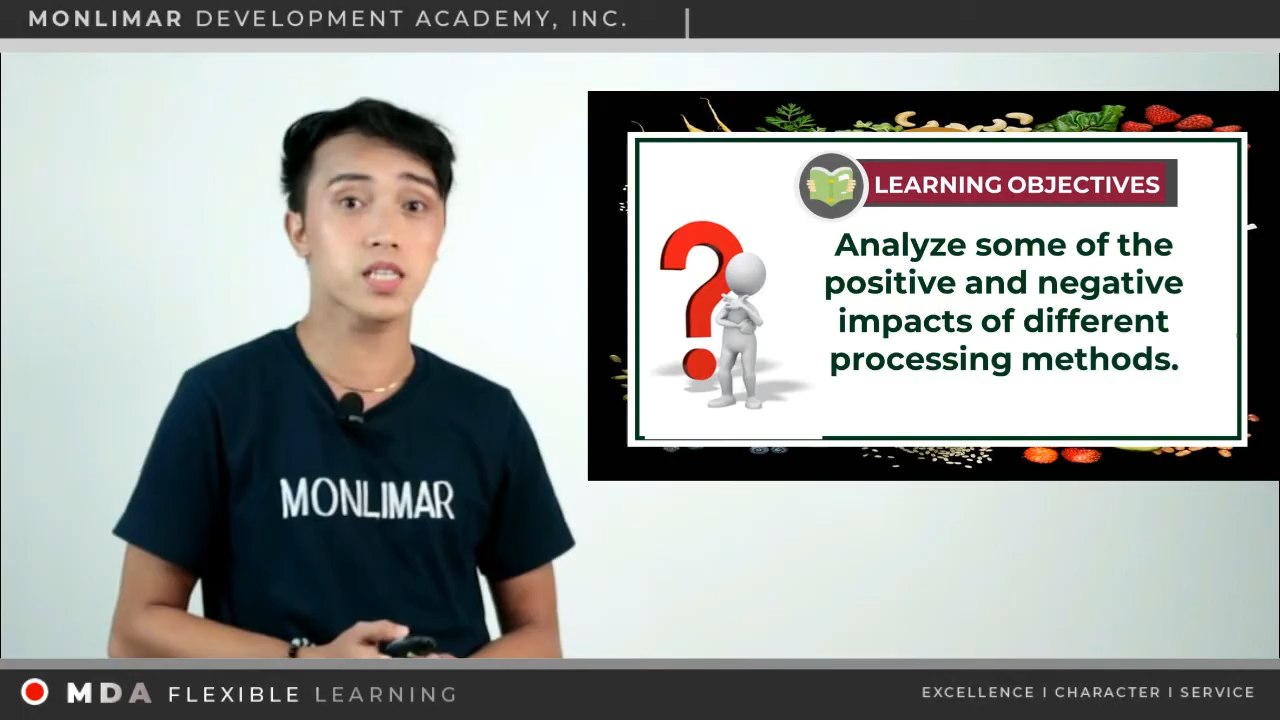 MONLIMAR DEVELOPMENT ACADEMY, INC.
LEARNING OBJECTIVES
Analyze some of the
positive and negative
impacts of different
processing methods.
MONLIMAR
MDA FLEXIBLE LEARNING
EXCELLENCE I CHARACTER I SERVICE